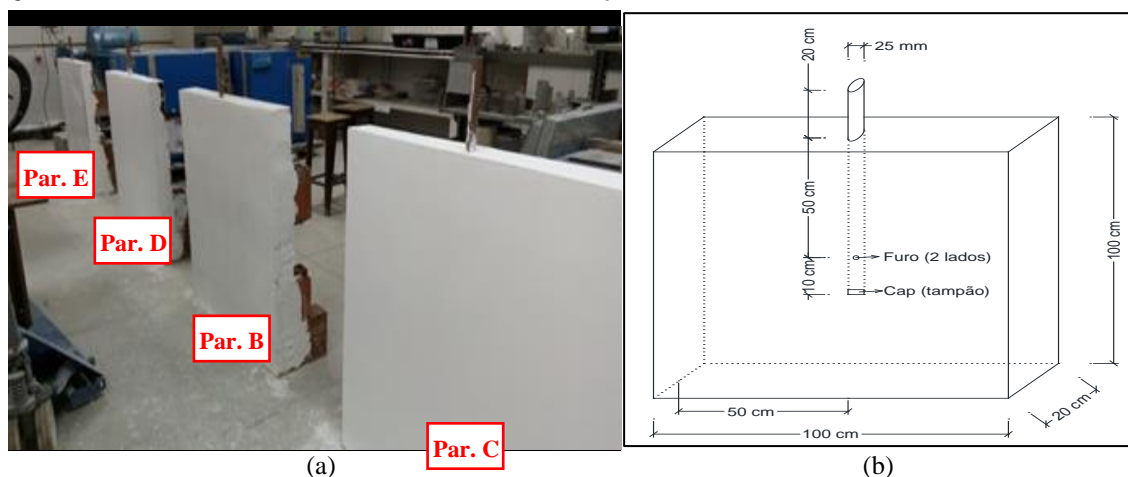 Par. E
Par. D
Par. B
Par. C
(a)
20 cm
25 mm
50 cm
10 cm
Furo (2 lados)
Cap (tampão)
100 cm
50 cm
20 cm
100 cm
(b)